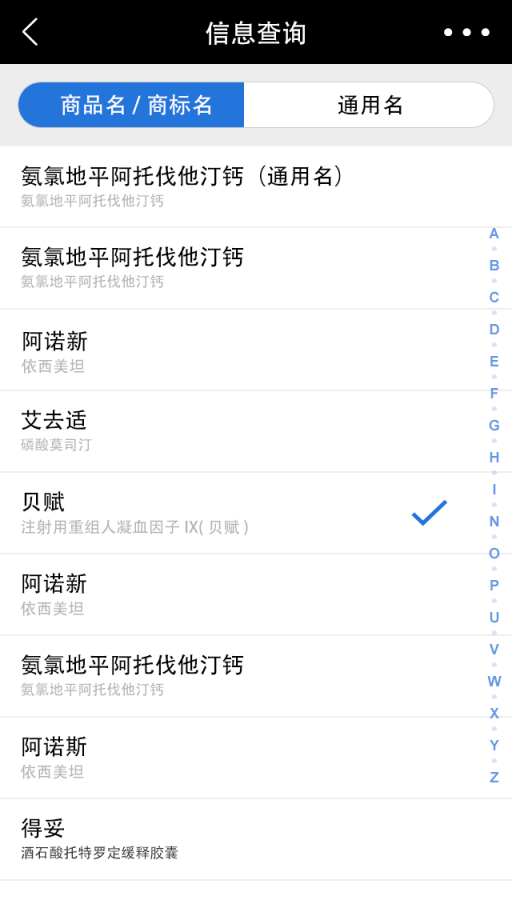 信息查询
商品名 / 商标名
通用名
氨氯地平阿托伐他汀钙（通用名）
氨氯地平阿托伐他汀钙
氨氯地平阿托伐他汀钙
氨氯地平阿托伐他汀钙
阿诺新
依西美坦
艾去适
磷酸莫司汀
贝赋
注射用重组人凝血因子 IX( 贝赋 )
阿诺新
依西美坦
氨氯地平阿托伐他汀钙
氨氯地平阿托伐他汀钙
阿诺斯
依西美坦
得妥
酒石酸托特罗定缓释胶囊
A
B
C
D
E
F
G
H
I
N
O
P
U
V
W
X
Y
Z